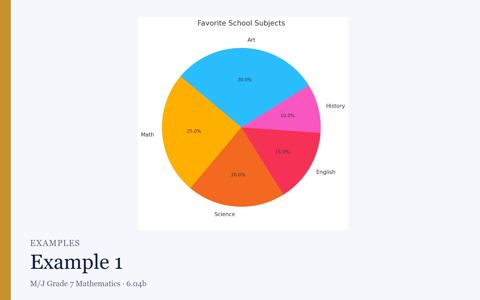 Favorite School Subjects
Art
30.0%
History
10.0%
Math
25.0%
15.0%
English
20.0%
Science
EXAMPLES
Example 1
M/J Grade 7 Mathematics · 6.04b